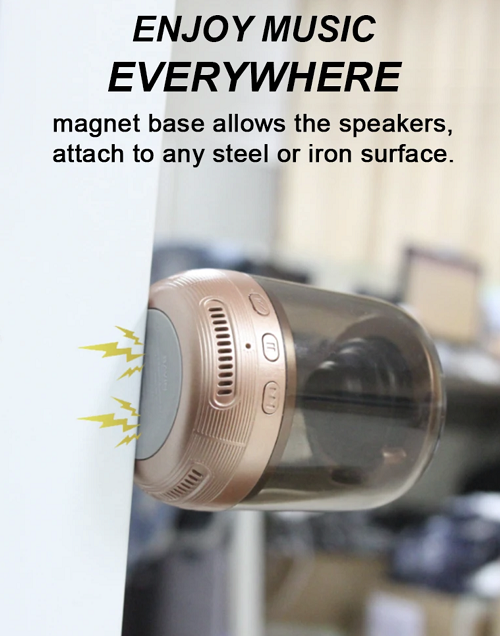 ENJOY MUSIC
EVERYWHERE
magnet base allows the speakers,
attach to any steel or iron surface.